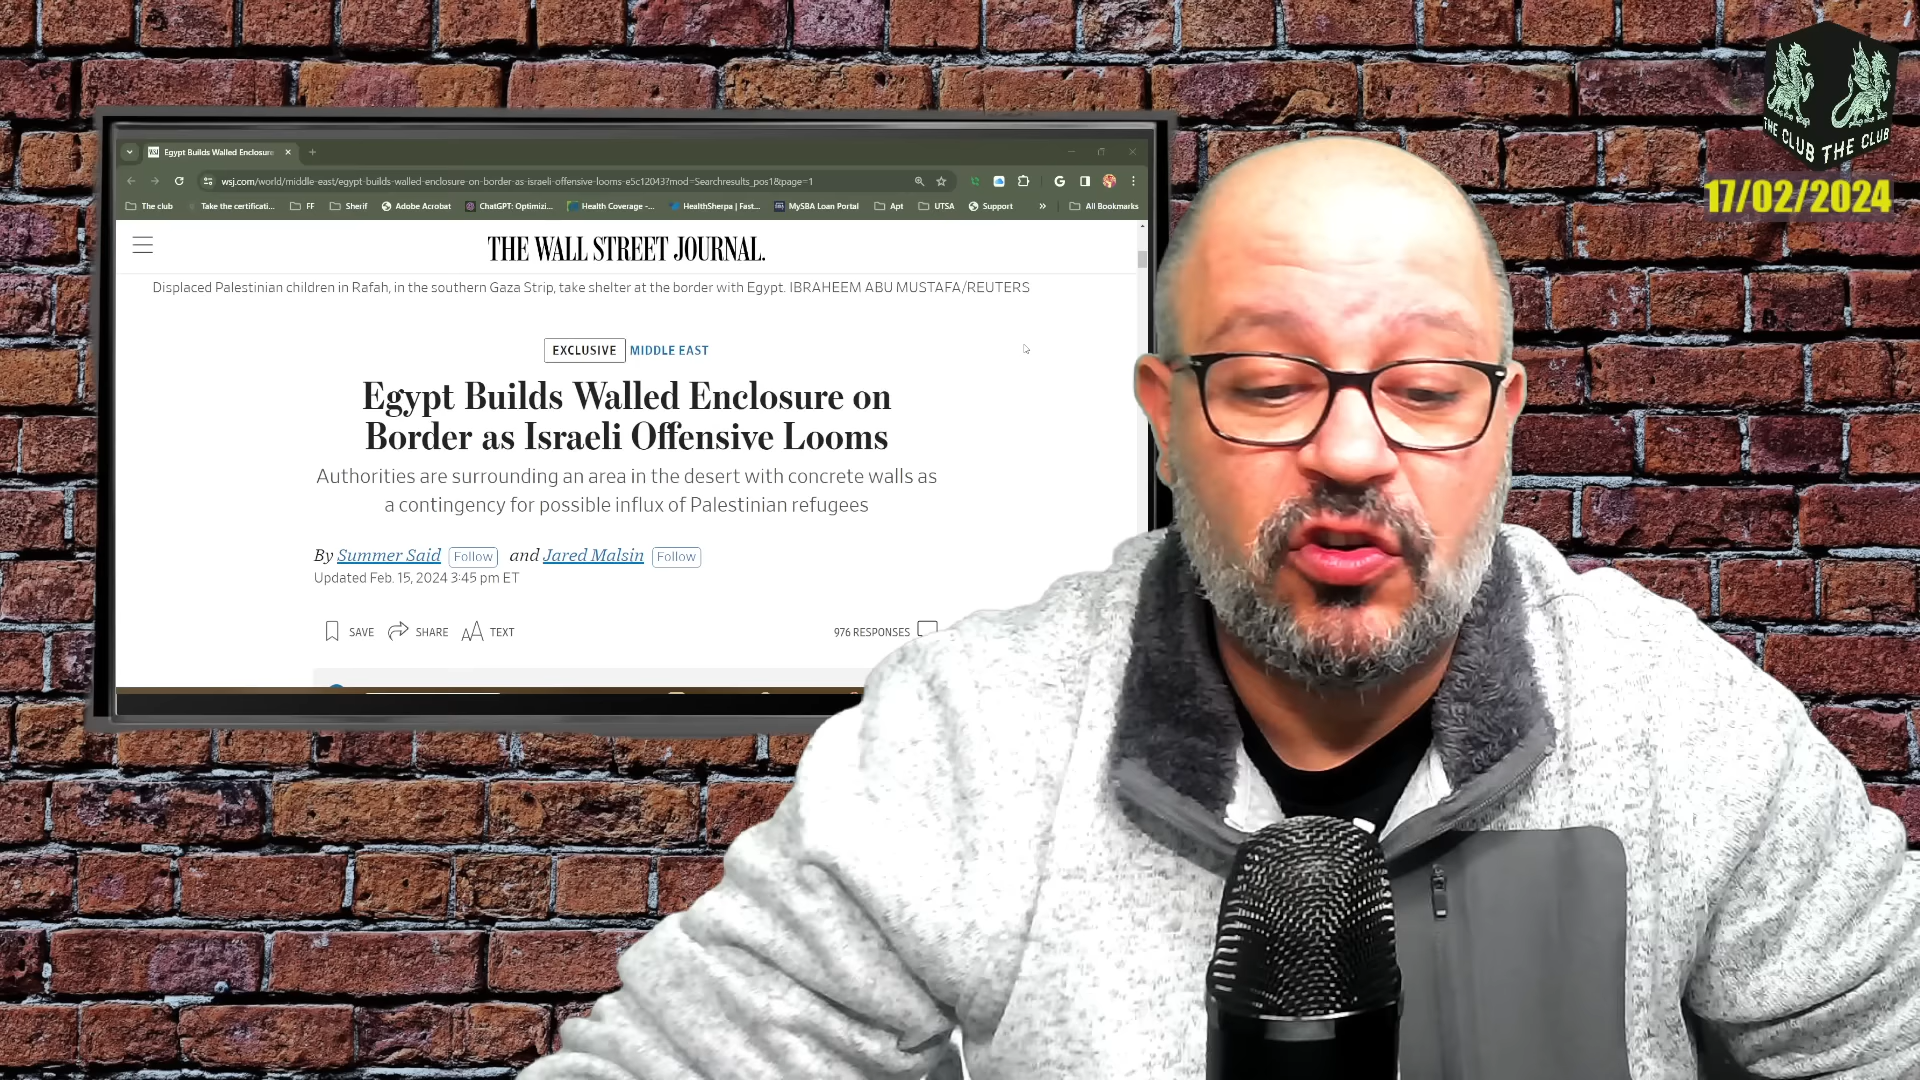 Egypt Builds Walled Enclosure
wsj.com/world/middle-east/egypt-builds-walled-enclosure-on-border-as-israeli-offensive-looms-e5c12043?mod=Searchresults_pos1&page=1
The club Take the certificati... FF Sherif Adobe Acrobat ChatGPT: Optimizi... Health Coverage -... HealthSherpa | Fast... MySBA Loan Portal Apt UTSA Support » All Bookmarks
THE WALL STREET JOURNAL.
Displaced Palestinian children in Rafah, in the southern Gaza Strip, take shelter at the border with Egypt. IBRAHEEM ABU MUSTAFA/REUTERS
EXCLUSIVE MIDDLE EAST
Egypt Builds Walled Enclosure on
Border as Israeli Offensive Looms
Authorities are surrounding an area in the desert with concrete walls as
a contingency for possible influx of Palestinian refugees
By Summer Said Follow and Jared Malsin Follow
Updated Feb. 15, 2024 3:45 pm ET
SAVE SHARE AA TEXT
976 RESPONSES
THE CLUB THE CLUB
17/02/2024